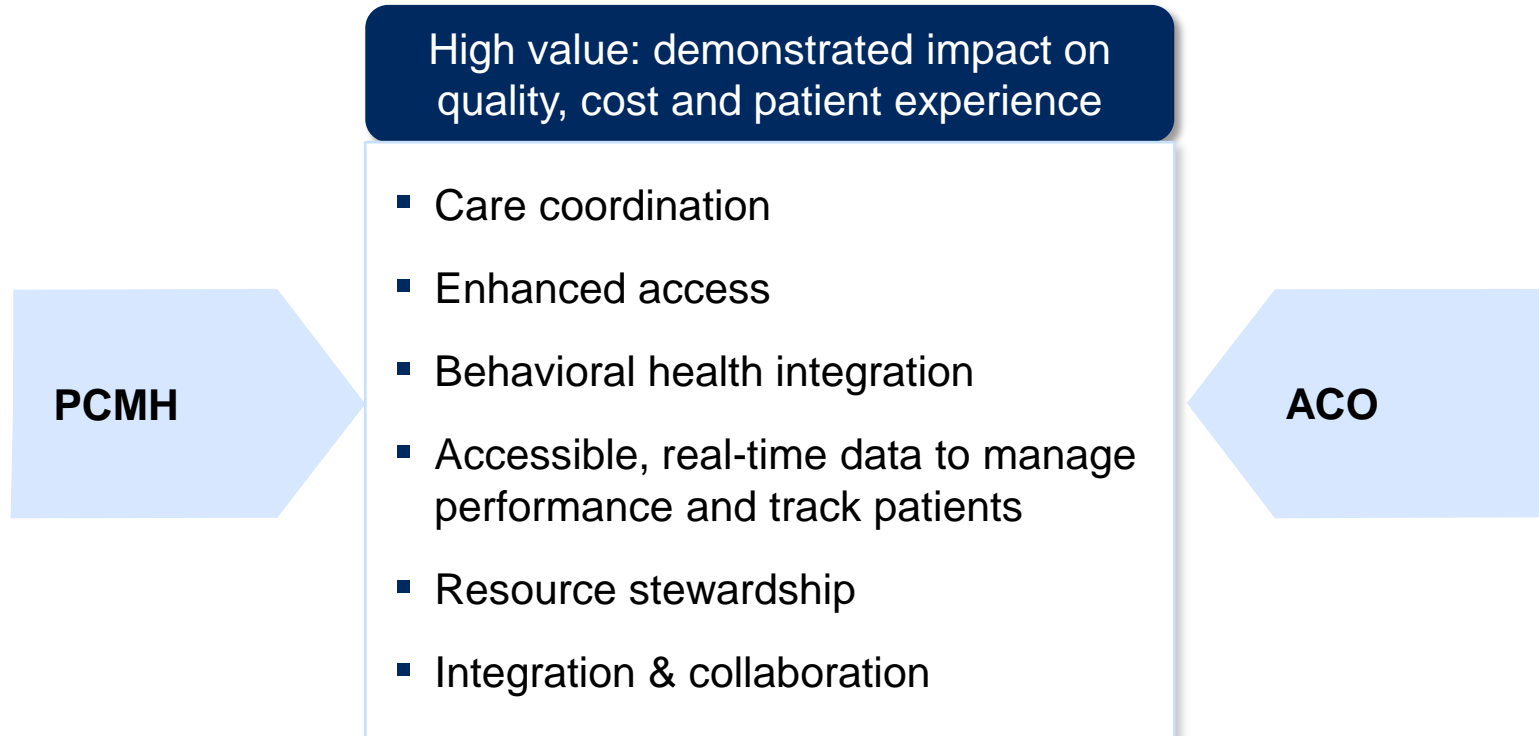 High value: demonstrated impact on
quality, cost and patient experience
▪ Care coordination
▪ Enhanced access
▪ Behavioral health integration
▪ Accessible, real-time data to manage
performance and track patients
▪ Resource stewardship
▪ Integration & collaboration
PCMH
ACO